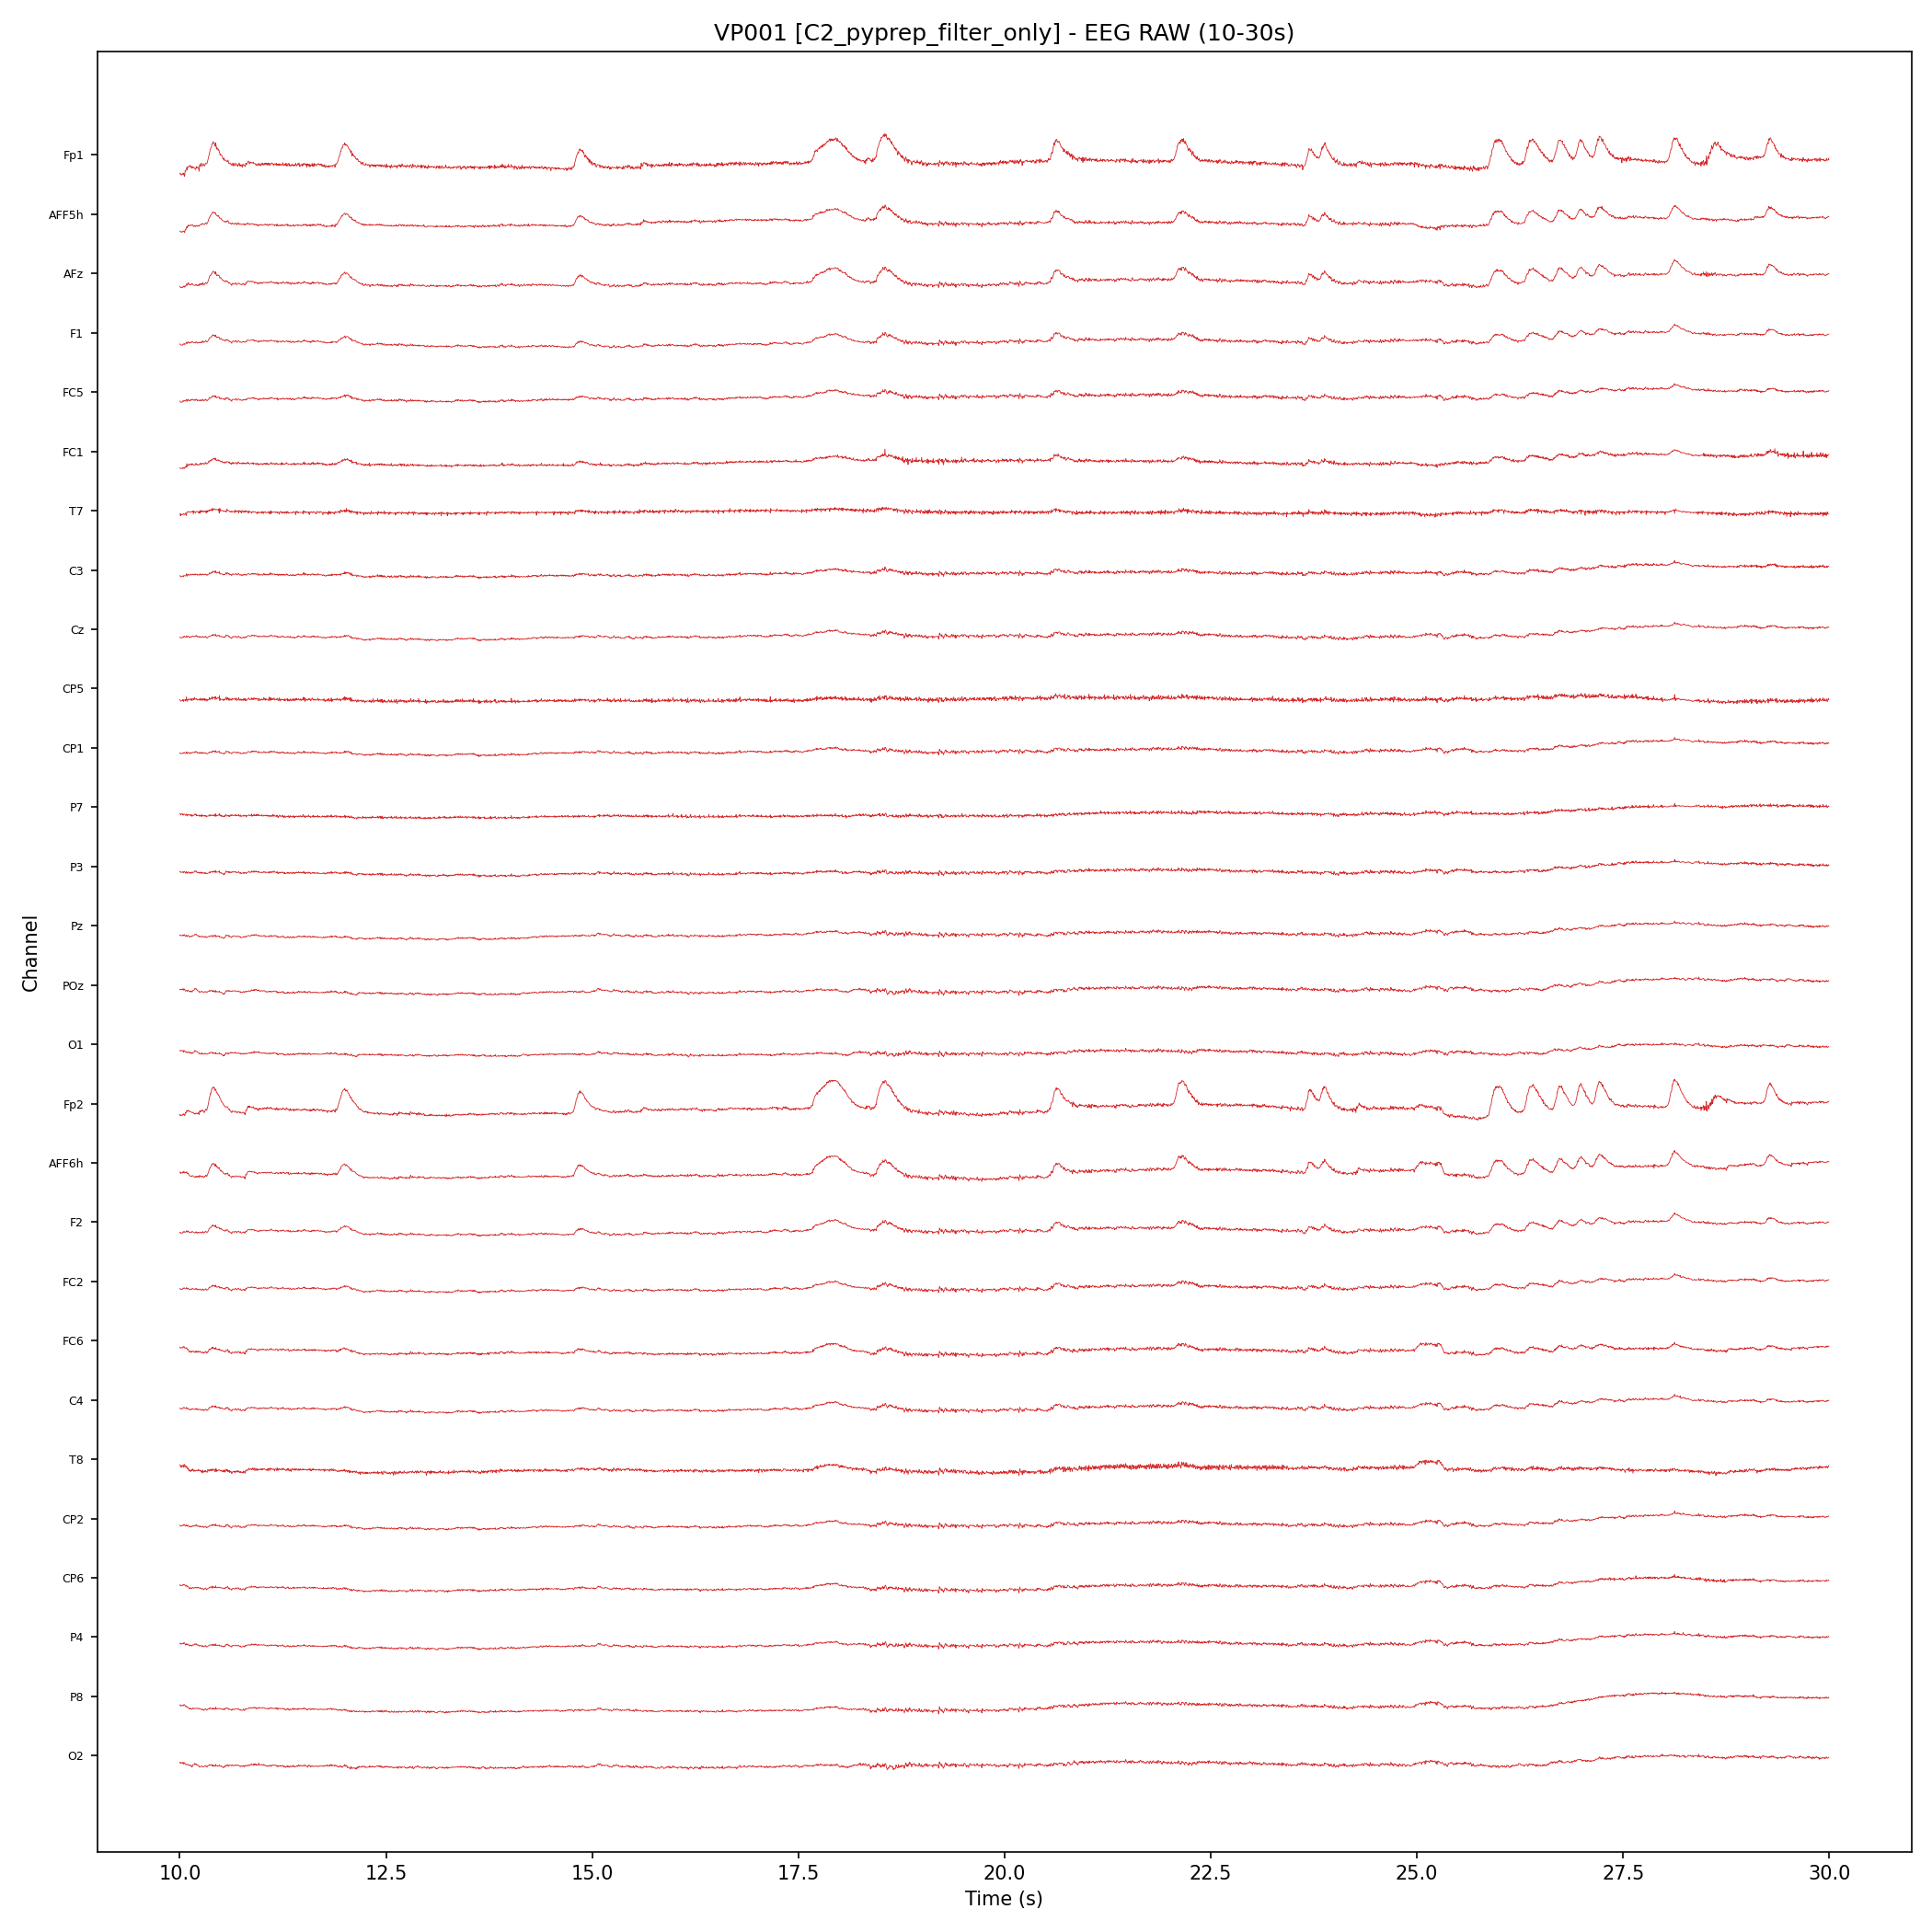 VP001 [C2_pyprep_filter_only] - EEG RAW (10-30s)
Channel
Fp1
AFF5h
AFz
F1
FC5
FC1
T7
C3
Cz
CP5
CP1
P7
P3
Pz
POz
O1
Fp2
AFF6h
F2
FC2
FC6
C4
T8
CP2
CP6
P4
P8
O2
10.0 12.5 15.0 17.5 20.0 22.5 25.0 27.5 30.0
Time (s)